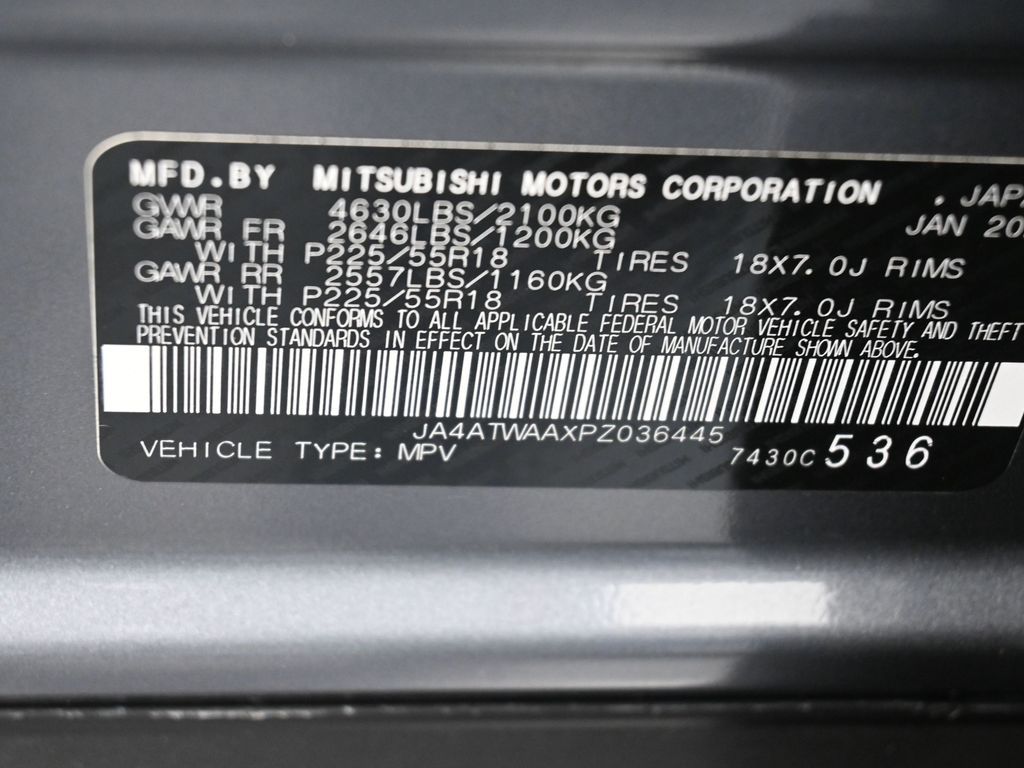 MFD.BY MITSUBISHI MOTORS CORPORATION . JAP
GVWR 4630LBS/2100KG JAN 20
GAWR FR 2646LBS/1200KG
WITH P225/55R18 TIRES 18X7.0J RIMS
GAWR RR 2557LBS/1160KG
WITH P225/55R18 TIRES 18X7.0J RIMS
THIS VEHICLE CONFORMS TO ALL APPLICABLE FEDERAL MOTOR VEHICLE SAFETY AND THEFT
PREVENTION STANDARDS IN EFFECT ON THE DATE OF MANUFACTURE SHOWN ABOVE.
JA4ATWAAXPZ036445
VEHICLE TYPE: MPV 7430C 536